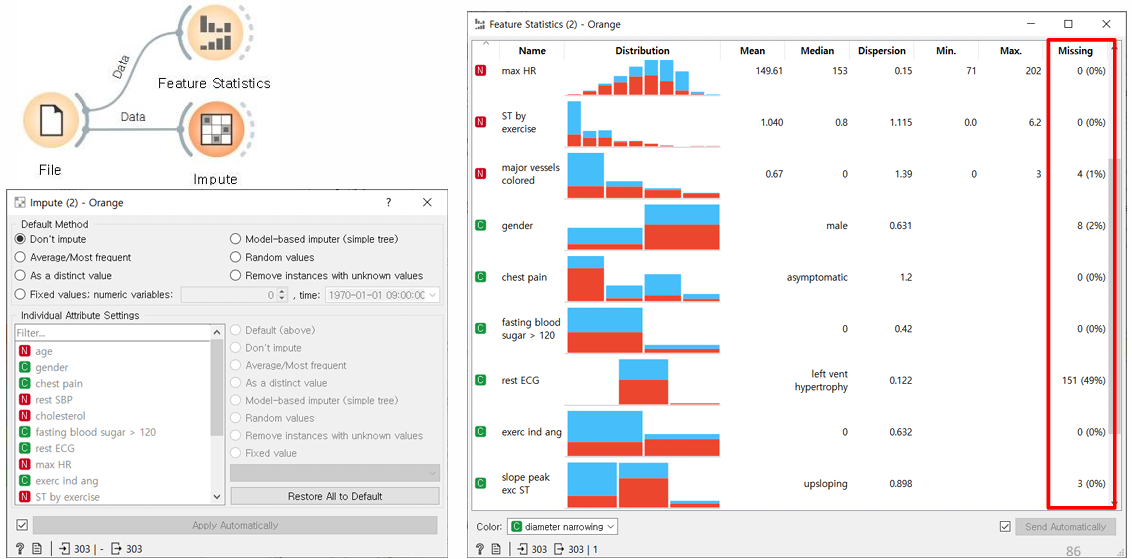 Data
Feature Statistics
Data
File
Impute
Impute (2) - Orange
?
Default Method
Don't impute
Model-based imputer (simple tree)
Average/Most frequent
Random values
As a distinct value
Remove instances with unknown values
Fixed values; numeric variables: 0 , time: 1970-01-01 09:00:00
Individual Attribute Settings
Filter...
N age
C gender
C chest pain
N rest SBP
N cholesterol
C fasting blood sugar > 120
C rest ECG
N max HR
C exerc ind ang
N ST by exercise
Default (above)
Don't impute
Average/Most frequent
As a distinct value
Model-based imputer (simple tree)
Random values
Remove instances with unknown values
Fixed value
Restore All to Default
Apply Automatically
? 303 | - 303
Feature Statistics (2) - Orange
Name Distribution Mean Median Dispersion Min. Max. Missing
N max HR 149.61 153 0.15 71 202 0 (0%)
N ST by
exercise 1.040 0.8 1.115 0.0 6.2 0 (0%)
N major vessels
colored 0.67 0 1.39 0 3 4 (1%)
C gender male 0.631 8 (2%)
C chest pain asymptomatic 1.2 0 (0%)
C fasting blood
sugar > 120 0 0.42 0 (0%)
C rest ECG left vent
hypertrophy 0.122 151 (49%)
C exerc ind ang 0 0.632 0 (0%)
C slope peak
exc ST upsloping 0.898 3 (0%)
Color: C diameter narrowing
Send Automatically
? 303 303 | 1
86